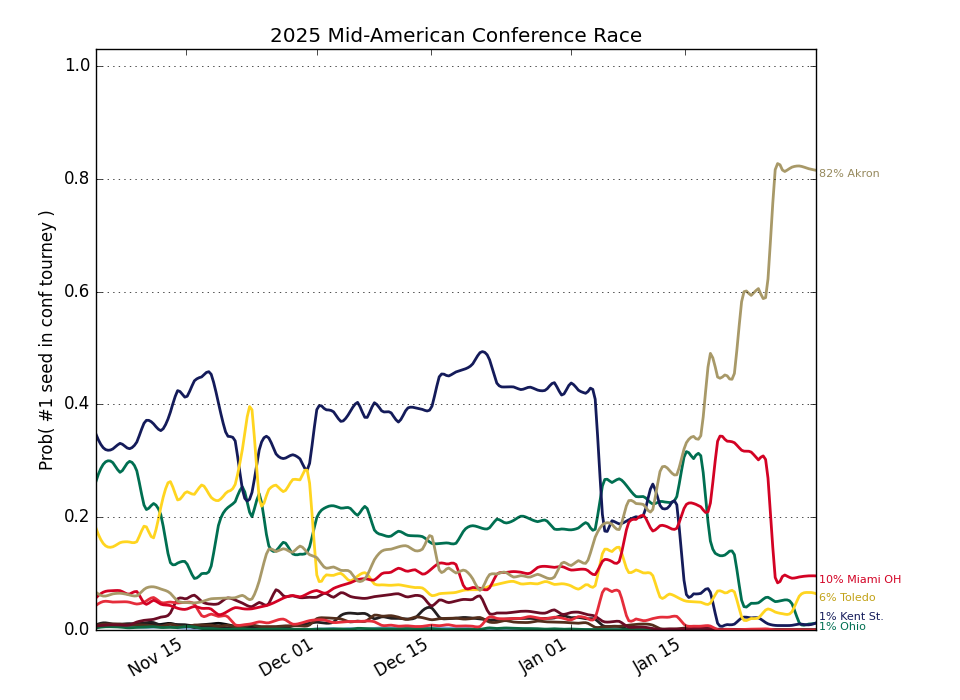 2025 Mid-American Conference Race
Prob( #1 seed in conf tourney )
1.0
0.8
0.6
0.4
0.2
0.0
82% Akron
10% Miami OH
6% Toledo
1% Kent St.
1% Ohio
Nov 15
Dec 01
Dec 15
Jan 01
Jan 15